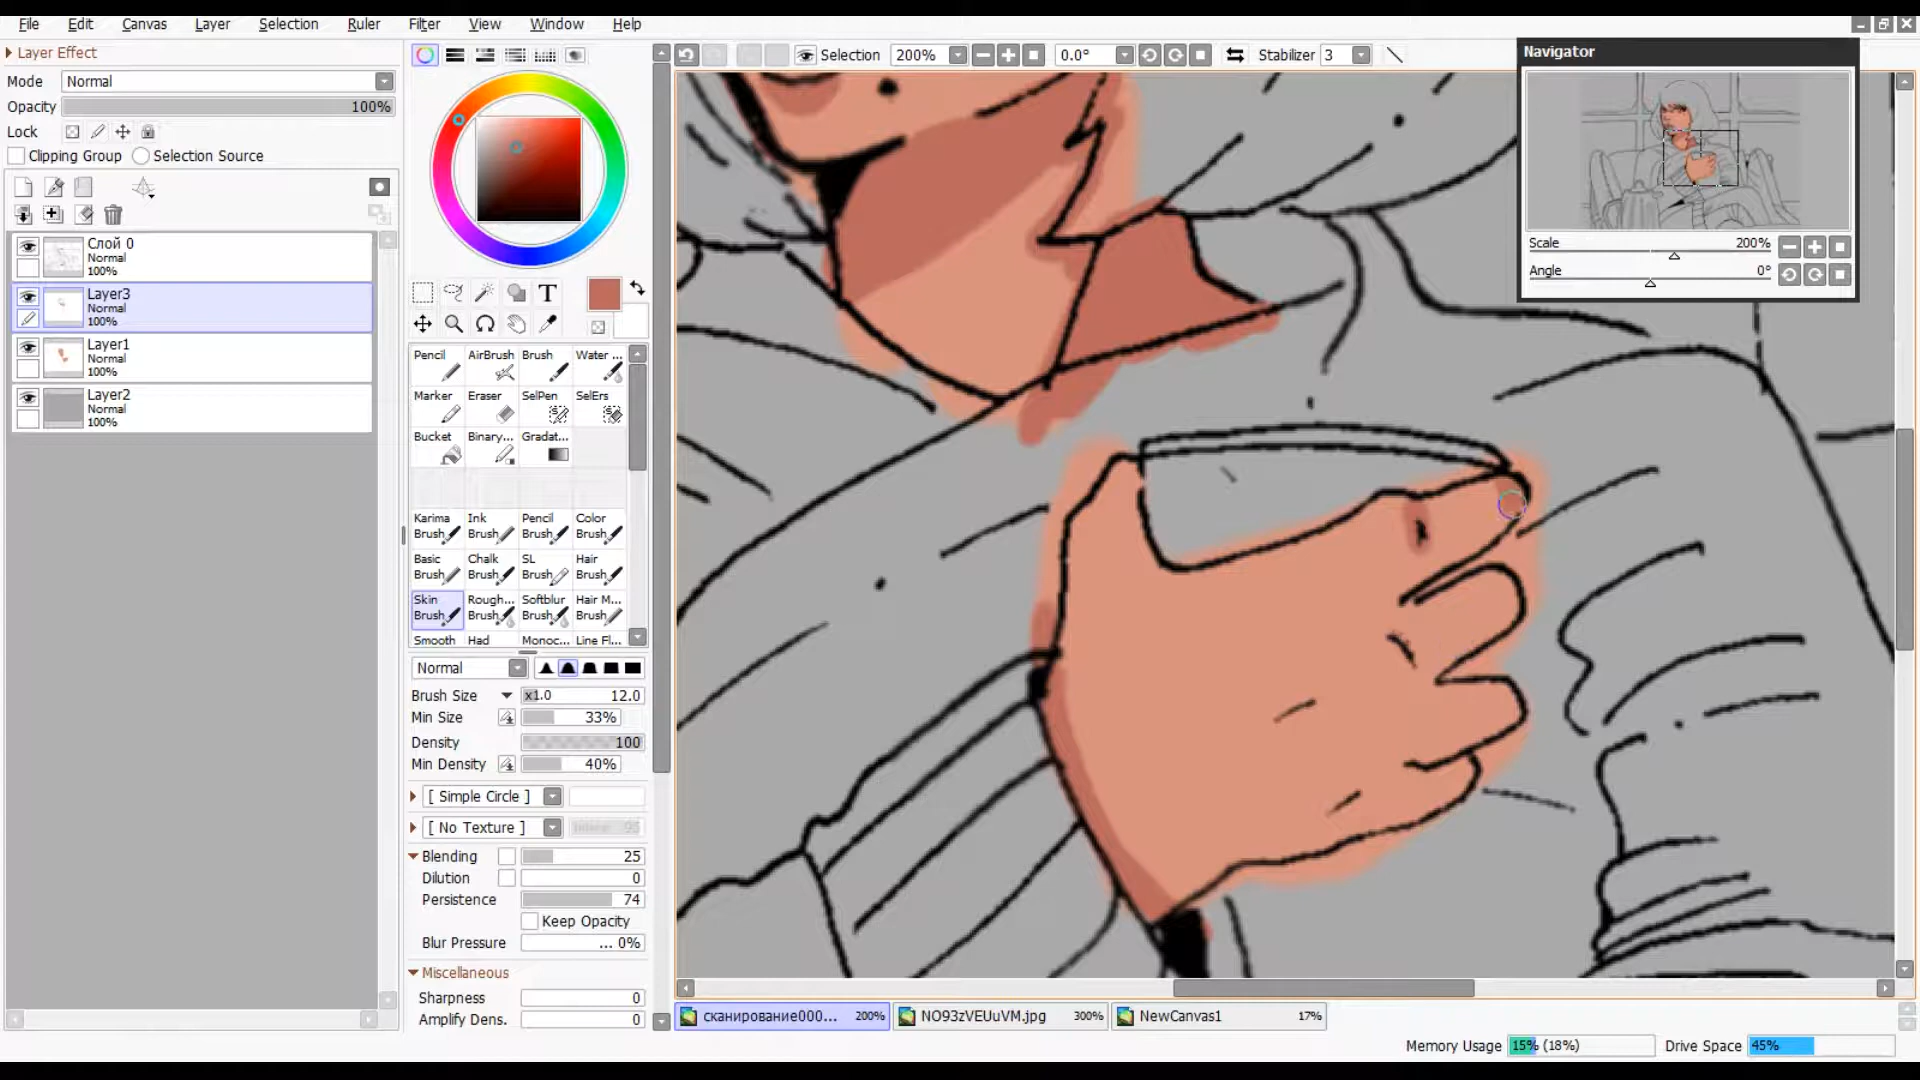 File Edit Canvas Layer Selection Ruler Filter View Window Help
Layer Effect
Mode Normal
Opacity 100%
Lock
Clipping Group Selection Source
Слой 0
Normal
100%
Layer3
Normal
100%
Layer1
Normal
100%
Layer2
Normal
100%
T
Pencil AirBrush Brush Water ...
Marker Eraser SelPen SelErs
Bucket Binary... Gradat...
Karima Ink Pencil Color
Brush Brush Brush Brush
Basic Chalk SL Hair
Brush Brush Brush Brush
Skin Rough... Softblur Hair M...
Brush Brush Brush Brush
Smooth Had Monoc... Line Fl...
Normal
Brush Size x1.0 12.0
Min Size 33%
Density 100
Min Density 40%
[ Simple Circle ]
[ No Texture ]
Blending 25
Dilution 0
Persistence 74
Keep Opacity
Blur Pressure ... 0%
Miscellaneous
Sharpness 0
Amplify Dens. 0
Selection 200% 0.0° Stabilizer 3
Navigator
Scale 200%
Angle 0°
сканирование000... 200% NO93zVEUuVM.jpg 300% NewCanvas1 17%
Memory Usage 15% (18%) Drive Space 45%